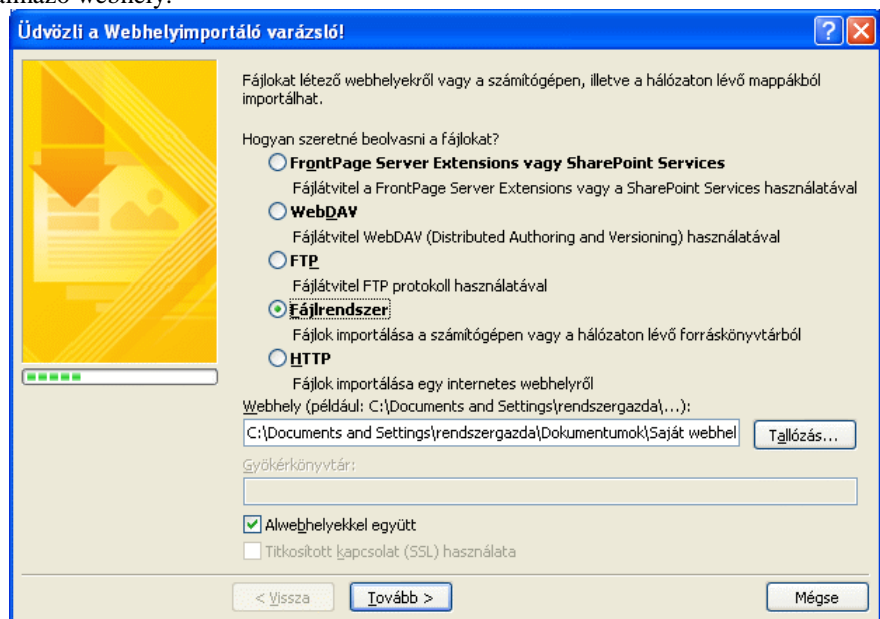 webhely.
Üdvözli a Webhelyimportáló varázsló!
Fájlokat létező webhelyekről vagy a számítógépen, illetve a hálózaton lévő mappákból
importálhat.
Hogyan szeretné beolvasni a fájlokat?
FrontPage Server Extensions vagy SharePoint Services
Fájlátvitel a FrontPage Server Extensions vagy a SharePoint Services használatával
WebDAV
Fájlátvitel WebDAV (Distributed Authoring and Versioning) használatával
FTP
Fájlátvitel FTP protokoll használatával
Fájlrendszer
Fájlok importálása a számítógépen vagy a hálózaton lévő forráskönyvtárból
HTTP
Fájlok importálása egy internetes webhelyről
Webhely (például: C:\Documents and Settings\rendszergazda\...):
C:\Documents and Settings\rendszergazda\Dokumentumok\Saját webhel
Tallózás...
Gyökérkönyvtár:
Alwebhelyekkel együtt
Titkosított kapcsolat (SSL) használata
< Vissza
Tovább >
Mégse